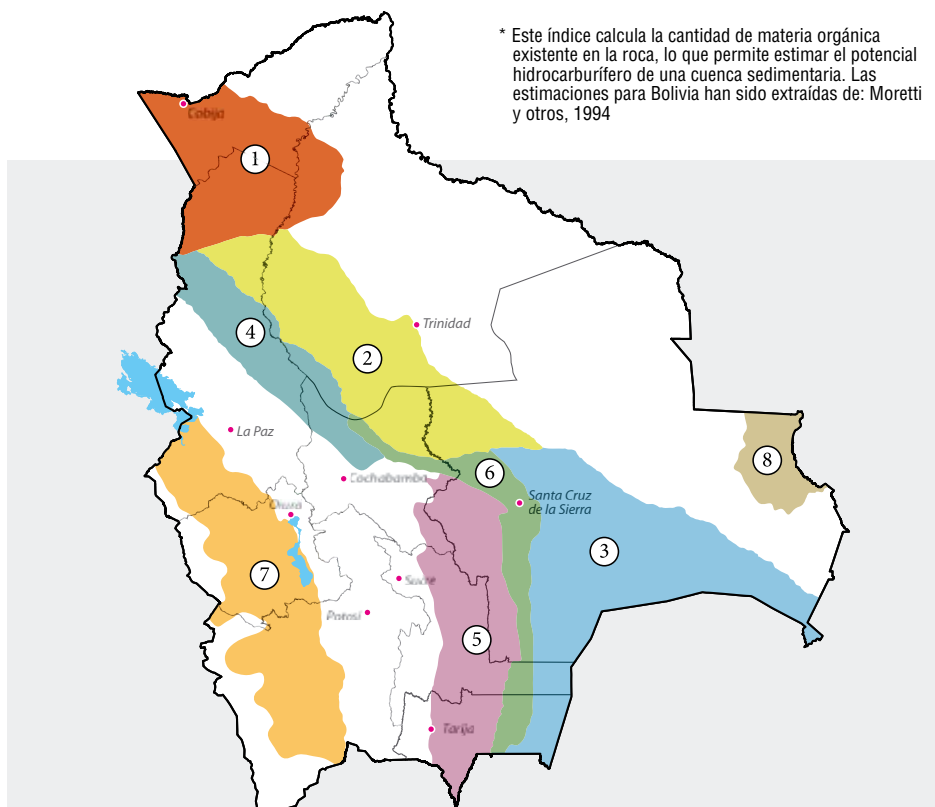 * Este índice calcula la cantidad de materia orgánica
existente en la roca, lo que permite estimar el potencial
hidrocarburífero de una cuenca sedimentaria. Las
estimaciones para Bolivia han sido extraídas de: Moretti
y otros, 1994
Cobija
1
Trinidad
4
2
La Paz
8
6
Cochabamba
Santa Cruz
de la Sierra
Oruro
3
7
Sucre
Potosí
5
Tarija